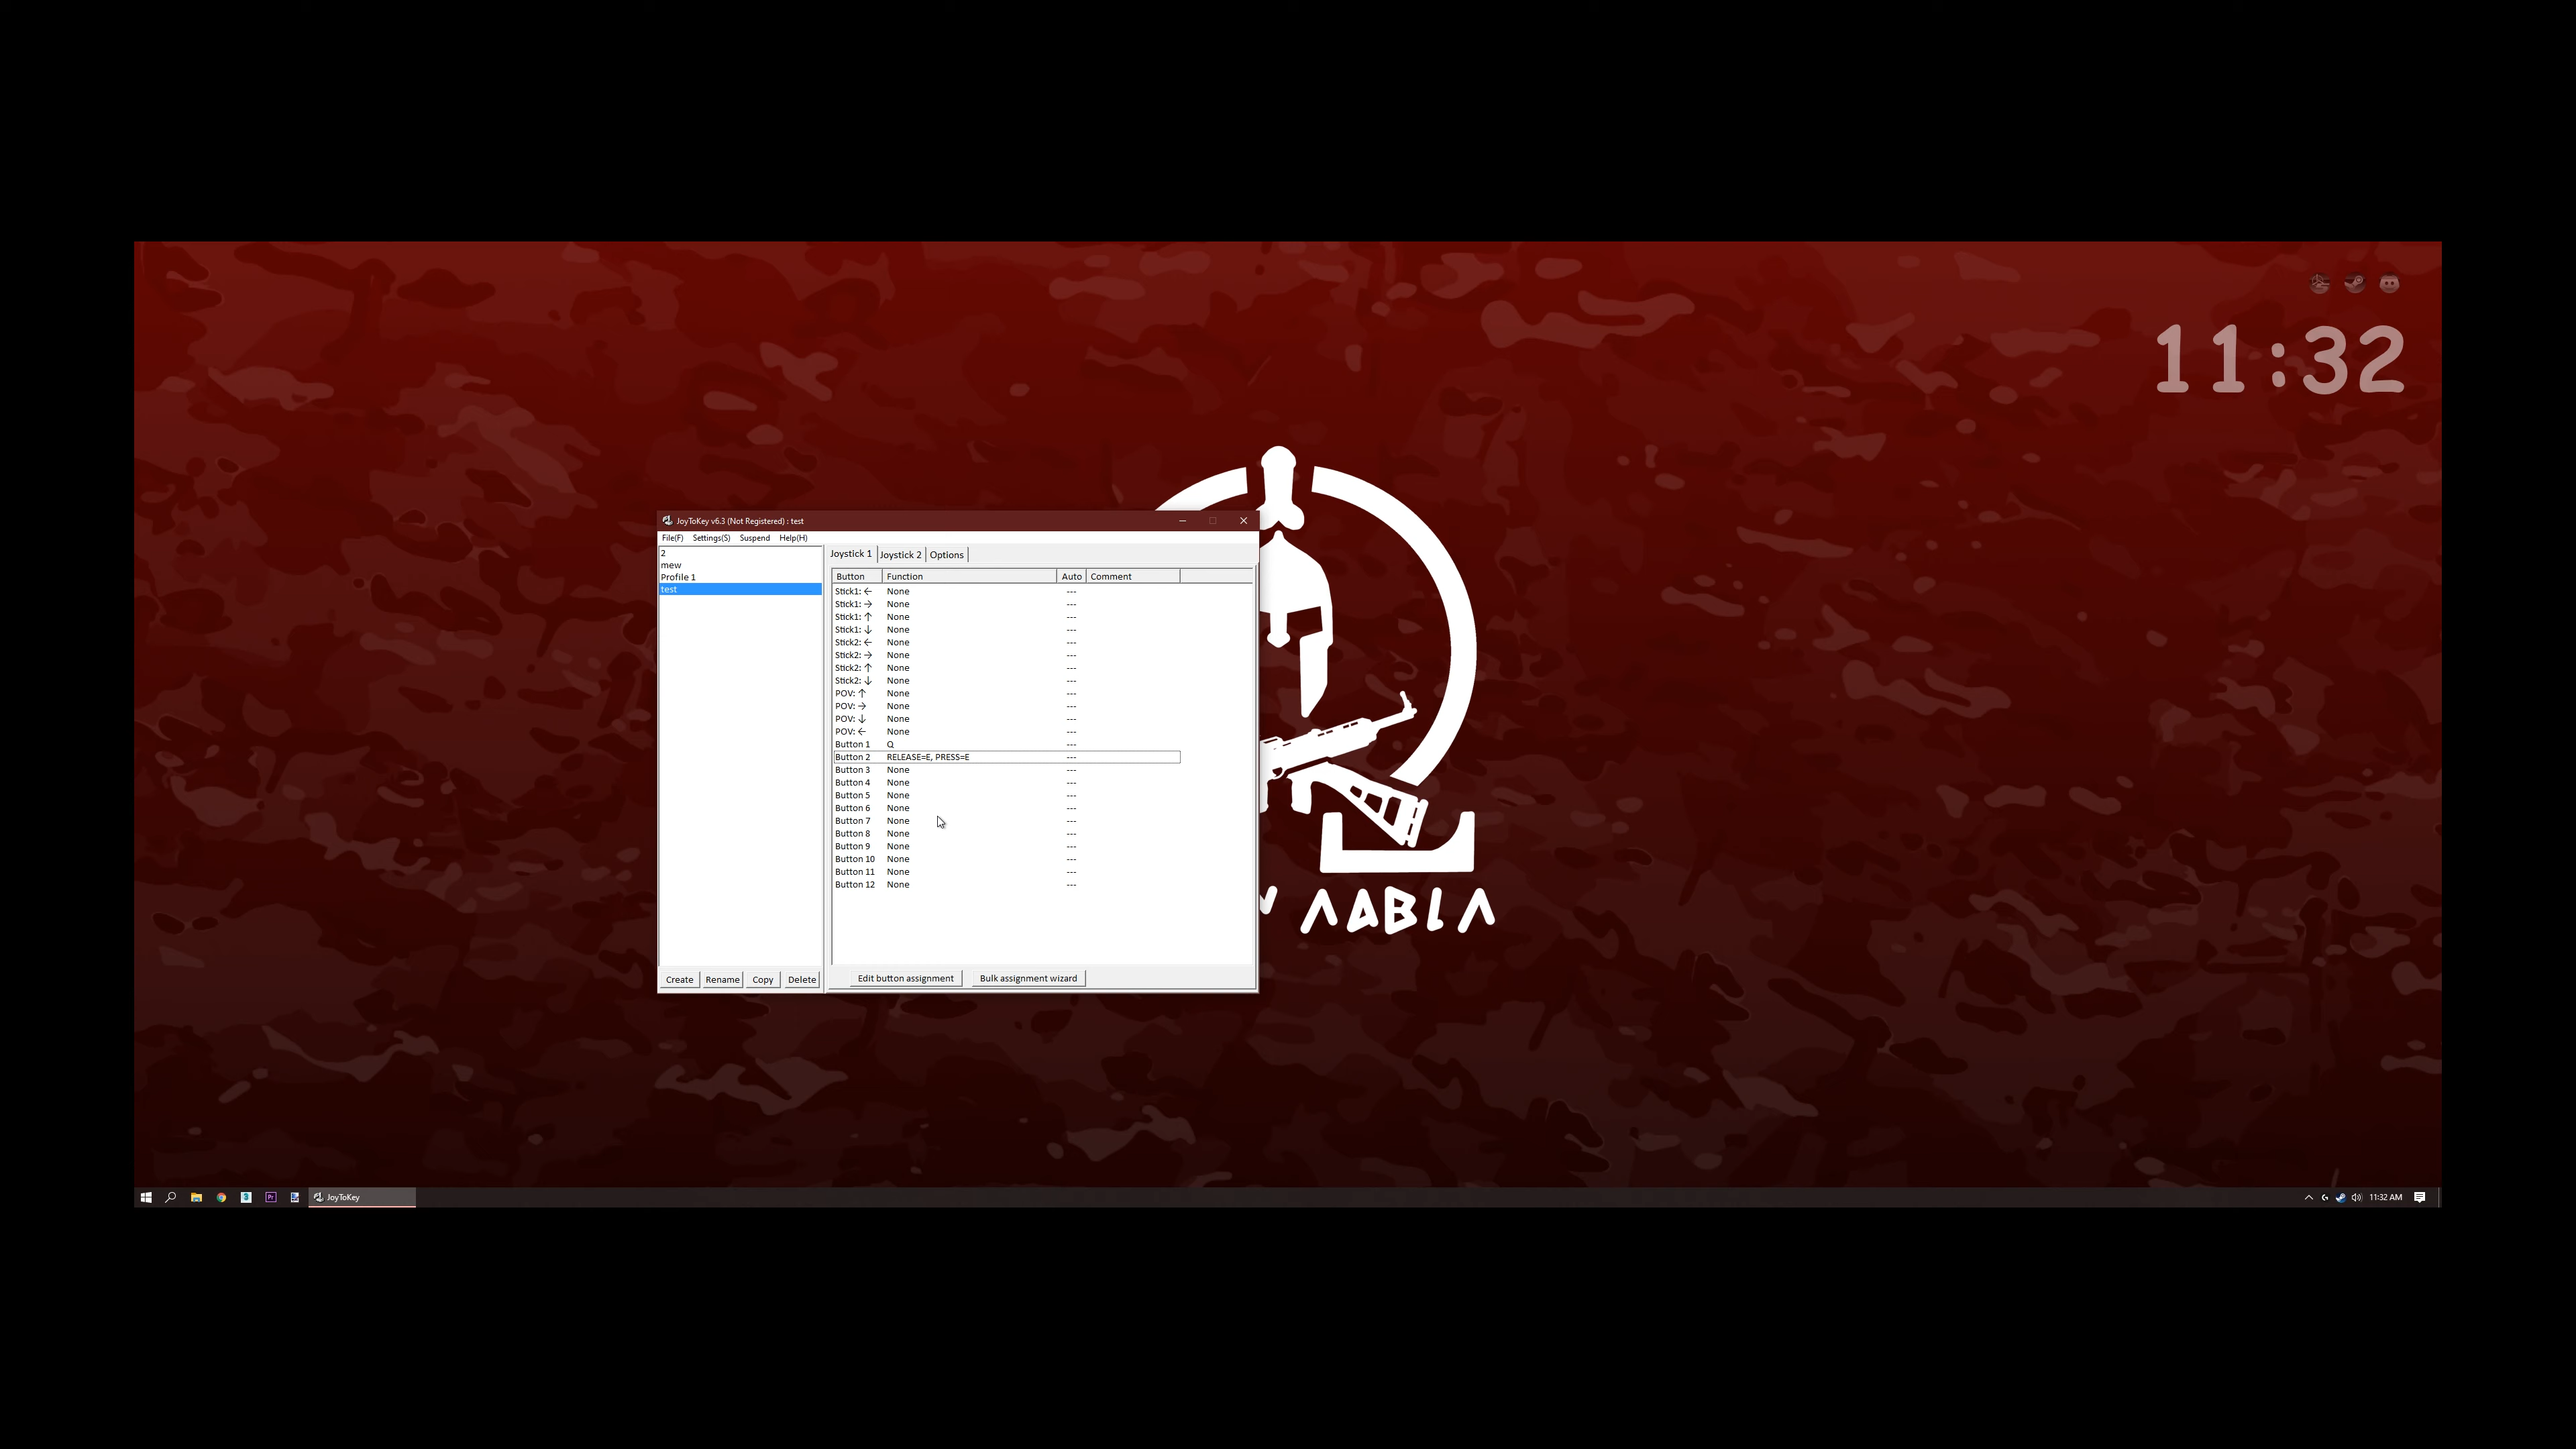 11:32
JoyToKey v6.3 (Not Registered) : test
File(F) Settings(S) Suspend Help(H)
2
mew
Profile 1
test
Joystick 1 Joystick 2 Options
Button Function Auto Comment
Stick1: ← None ---
Stick1: → None ---
Stick1: ↑ None ---
Stick1: ↓ None ---
Stick2: ← None ---
Stick2: → None ---
Stick2: ↑ None ---
Stick2: ↓ None ---
POV: ↑ None ---
POV: → None ---
POV: ↓ None ---
POV: ← None ---
Button 1 Q ---
Button 2 RELEASE=E, PRESS=E ---
Button 3 None ---
Button 4 None ---
Button 5 None ---
Button 6 None ---
Button 7 None ---
Button 8 None ---
Button 9 None ---
Button 10 None ---
Button 11 None ---
Button 12 None ---
Create Rename Copy Delete
Edit button assignment Bulk assignment wizard
JoyToKey
11:32 AM